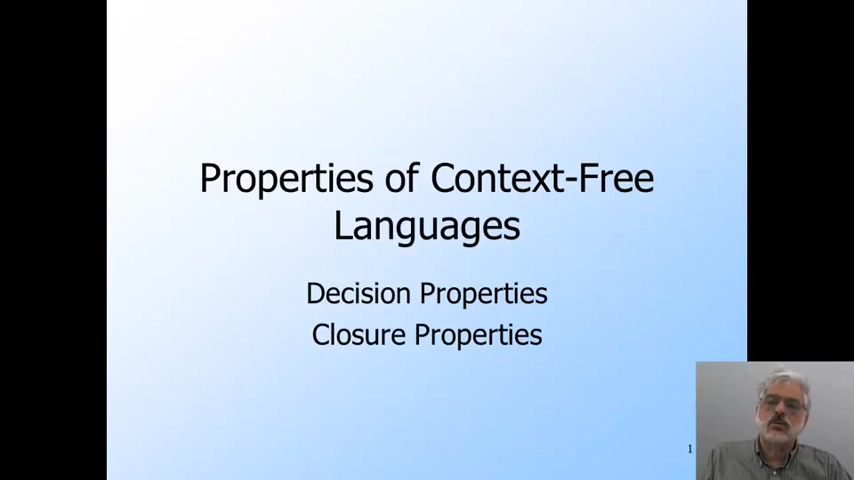 Properties of Context-Free
Languages
Decision Properties
Closure Properties
1